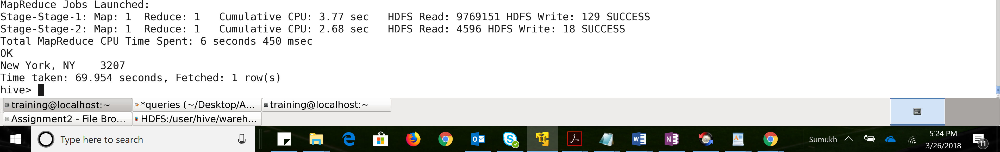 MapReduce Jobs Launched:
Stage-Stage-1: Map: 1  Reduce: 1   Cumulative CPU: 3.77 sec   HDFS Read: 9769151 HDFS Write: 129 SUCCESS
Stage-Stage-2: Map: 1  Reduce: 1   Cumulative CPU: 2.68 sec   HDFS Read: 4596 HDFS Write: 18 SUCCESS
Total MapReduce CPU Time Spent: 6 seconds 450 msec
OK
New York, NY    3207
Time taken: 69.954 seconds, Fetched: 1 row(s)
hive>
training@localhost:~ *queries (~/Desktop/A... training@localhost:~
Assignment2 - File Bro... HDFS:/user/hive/wareh...
Type here to search
Sumukh
5:24 PM
3/26/2018
11